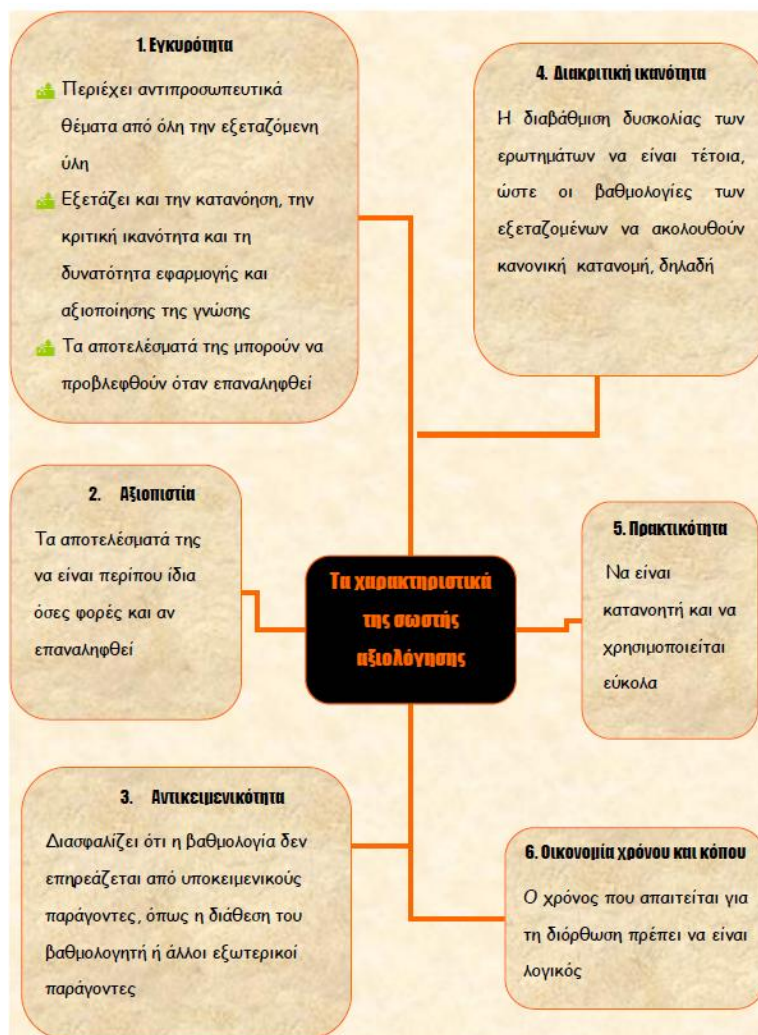 1. Εγκυρότητα
Περιέχει αντιπροσωπευτικά
θέματα από όλη την εξεταζόμενη
ύλη
Εξετάζει και την κατανόηση, την
κριτική ικανότητα και τη
δυνατότητα εφαρμογής και
αξιοποίησης της γνώσης
Τα αποτελέσματά της μπορούν να
προβλεφθούν όταν επαναληφθεί
2. Αξιοπιστία
Τα αποτελέσματά της
να είναι περίπου ίδια
όσες φορές και αν
επαναληφθεί
3. Αντικειμενικότητα
Διασφαλίζει ότι η βαθμολογία δεν
επηρεάζεται από υποκειμενικούς
παράγοντες, όπως η διάθεση του
βαθμολογητή ή άλλοι εξωτερικοί
παράγοντες
Τα χαρακτηριστικά
της σωστής
αξιολόγησης
4. Διακριτική ικανότητα
Η διαβάθμιση δυσκολίας των
ερωτημάτων να είναι τέτοια,
ώστε οι βαθμολογίες των
εξεταζομένων να ακολουθούν
κανονική κατανομή, δηλαδή
5. Πρακτικότητα
Να είναι
κατανοητή και να
χρησιμοποιείται
εύκολα
6. Οικονομία χρόνου και κόπου
Ο χρόνος που απαιτείται για
τη διόρθωση πρέπει να είναι
λογικός